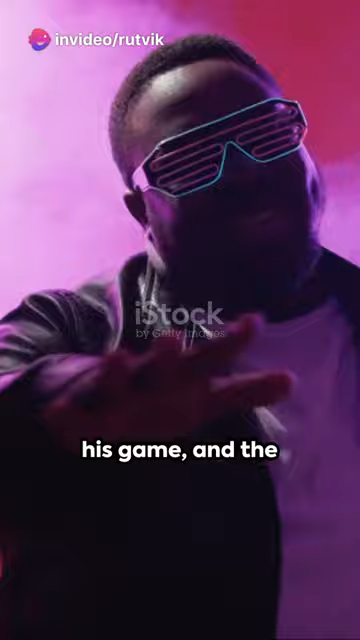 invideo/rutvik
iStock
by Getty Images
his game, and the